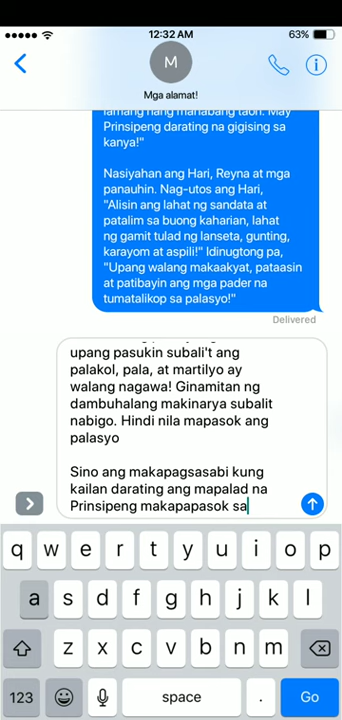 12:32 AM
63%
M
Mga alamat!
lamang nang mahabang taon. May
Prinsipeng darating na gigising sa
kanya!"
Nasiyahan ang Hari, Reyna at mga
panauhin. Nag-utos ang Hari,
"Alisin ang lahat ng sandata at
patalim sa buong kaharian, lahat
ng gamit tulad ng lanseta, gunting,
karayom at aspili!" Idinugtong pa,
"Upang walang makaakyat, pataasin
at patibayin ang mga pader na
tumatalikop sa palasyo!"
Delivered
upang pasukin subali't ang
palakol, pala, at martilyo ay
walang nagawa! Ginamitan ng
dambuhalang makinarya subalit
nabigo. Hindi nila mapasok ang
palasyo
Sino ang makapagsasabi kung
kailan darating ang mapalad na
Prinsipeng makapapasok sa
q w e r t y u i o p
a s d f g h j k l
z x c v b n m
123 space . Go